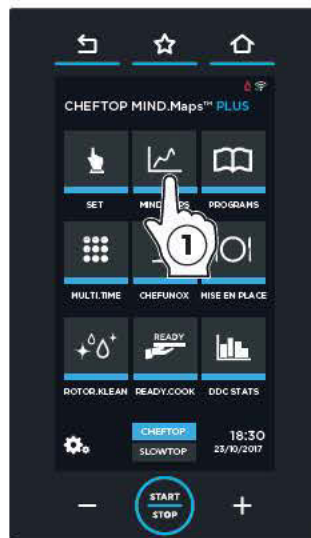 CHEFTOP MIND.Maps™ PLUS
SET
PROGRAMS
1
MULTI.TIME
CHEFUNOX
MISE EN PLACE
READY
ROTOR.KLEAN
READY.COOK
DDC STATS
CHEFTOP
SLOWTOP
18:30
23/10/2017
START
STOP